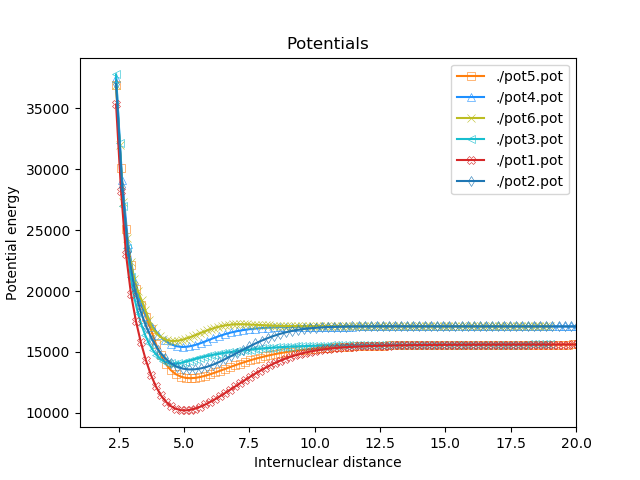 Potentials
./pot5.pot
./pot4.pot
./pot6.pot
./pot3.pot
./pot1.pot
./pot2.pot
Potential energy
35000
30000
25000
20000
15000
10000
2.5 5.0 7.5 10.0 12.5 15.0 17.5 20.0
Internuclear distance